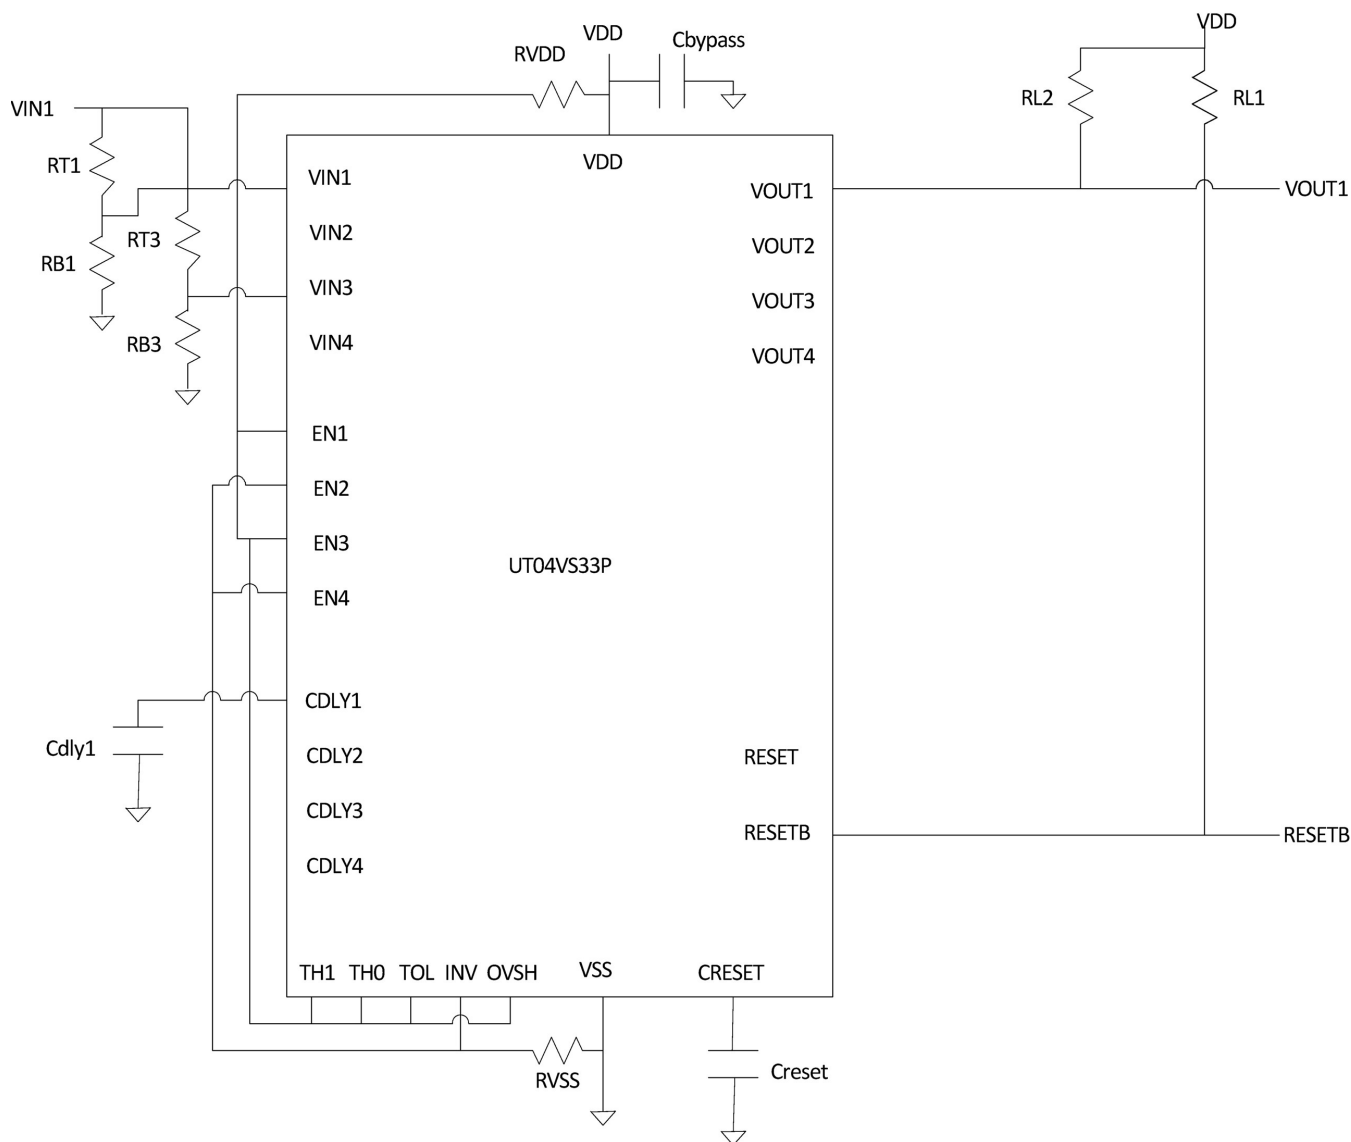 VDD
VDD
Cbypass
RVDD
RL2
RL1
VIN1
RT1
VDD
VIN1
VOUT1
VOUT1
VIN2
RT3
VOUT2
RB1
VIN3
VOUT3
RB3
VIN4
VOUT4
EN1
EN2
EN3
UT04VS33P
EN4
CDLY1
Cdly1
CDLY2
RESET
CDLY3
RESETB
RESETB
CDLY4
TH1 TH0 TOL INV OVSH
VSS
CRESET
RVSS
Creset